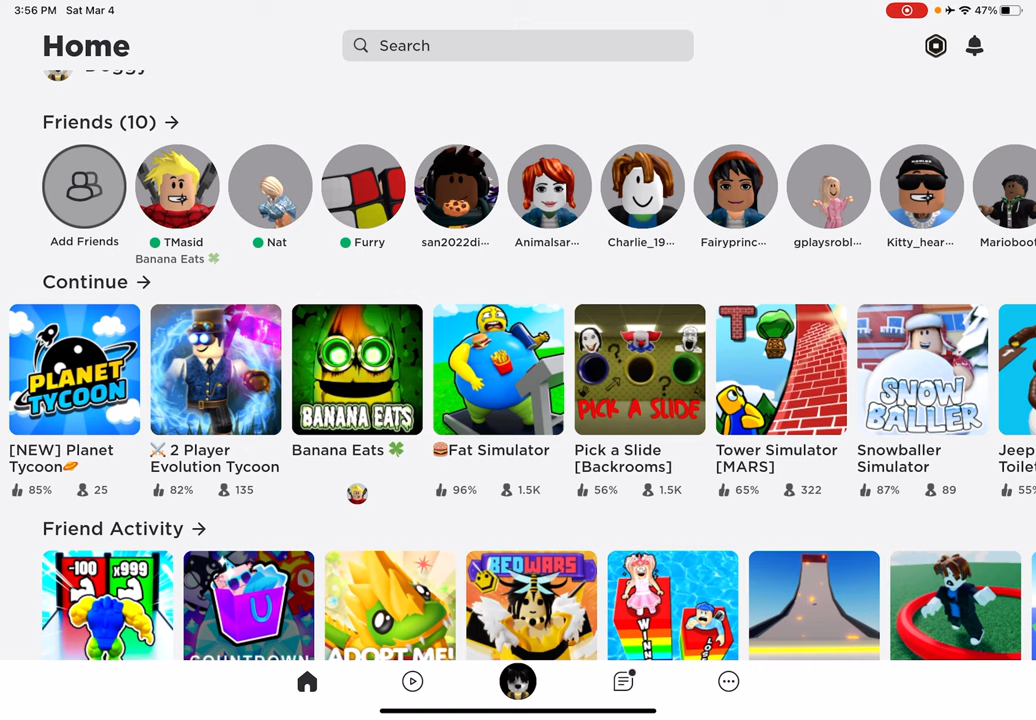 3:56 PM Sat Mar 4
47%
Home
Search
Doggy
Friends (10) →
Add Friends
TMasid
Nat
Furry
san2022di...
Animalsar...
Charlie_19...
Fairyprinc...
gplaysrobl...
Kitty_hear...
Marioboot
Banana Eats 🍀
Continue →
PLANET
TYCOON
BANANA EATS
PICK A SLIDE
SNOW
BALLER
[NEW] Planet
Tycoon🌭
⚔️ 2 Player
Evolution Tycoon
Banana Eats 🍀
🍔Fat Simulator
Pick a Slide
[Backrooms]
Tower Simulator
[MARS]
Snowballer
Simulator
Jeep
Toile
85% 25
82% 135
96% 1.5K
56% 1.5K
65% 322
87% 89
55%
Friend Activity →
-100 x999
COUNTDOWN
ADOPT ME!
BEDWARS
WINN
LOS